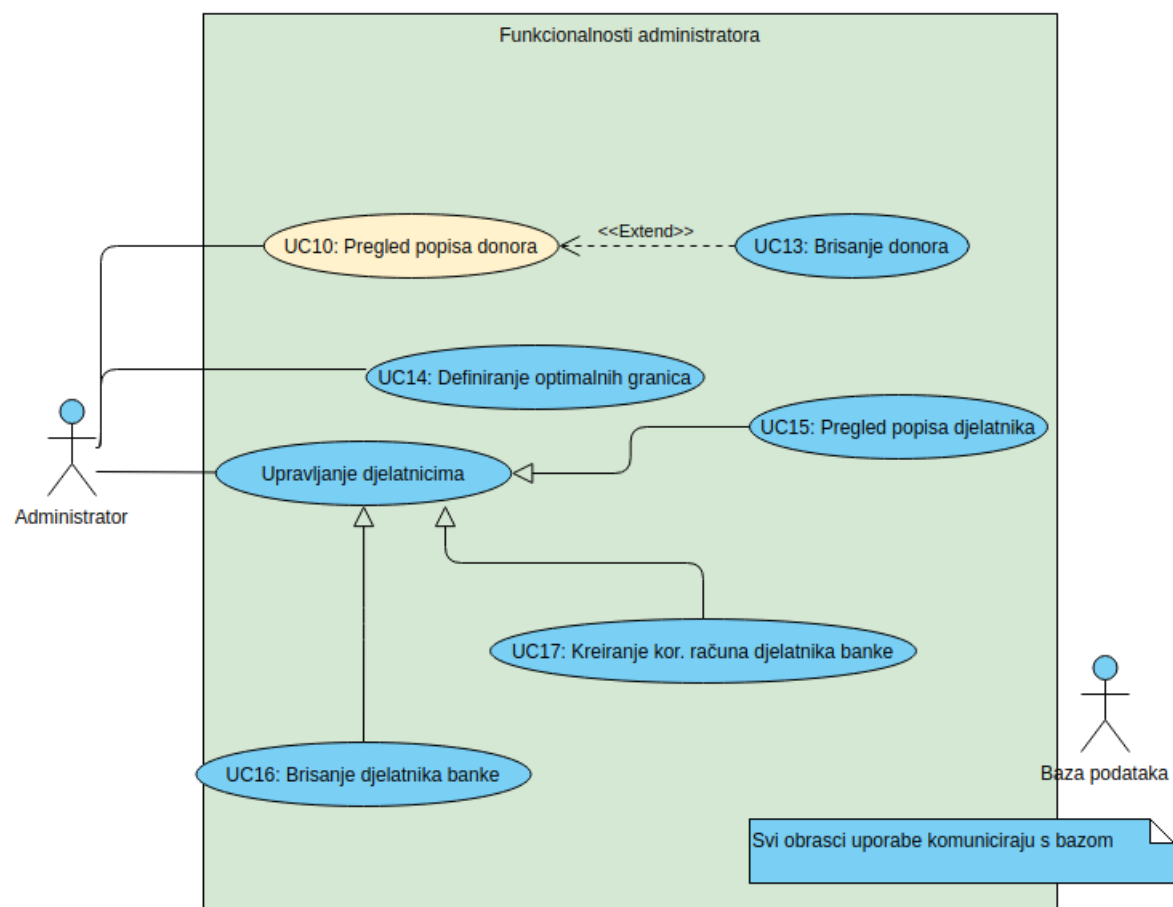 Funkcionalnosti administratora
<<Extend>>
UC10: Pregled popisa donora
UC13: Brisanje donora
UC14: Definiranje optimalnih granica
UC15: Pregled popisa djelatnika
Upravljanje djelatnicima
Administrator
UC17: Kreiranje kor. računa djelatnika banke
UC16: Brisanje djelatnika banke
Baza podataka
Svi obrasci uporabe komuniciraju s bazom